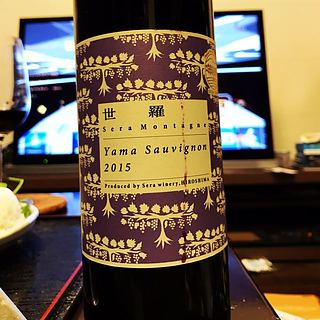 世羅
Sera Montagne
Yama Sauvignon
2015
Produced by Sera winery, HIROSHIMA